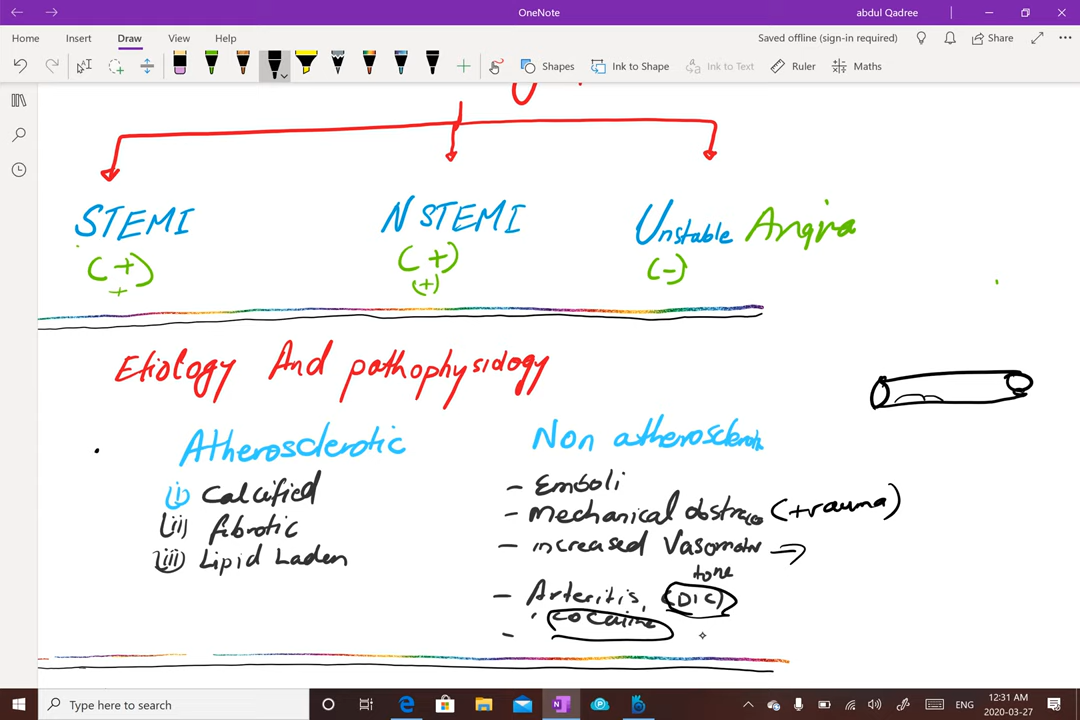 OneNote
abdul Qadree
Home Insert Draw View Help
Saved offline (sign-in required)
Share
Shapes
Ink to Shape
Ink to Text
Ruler
Maths
STEMI
(+)
+
NSTEMI
(+)
(+)
Unstable Angina
(-)
Etiology And pathophysiology
Atherosclerotic
(i) Calcified
(ii) fibrotic
(iii) Lipid Laden
Non
- Emboli
- Mechanical (trauma)
- increased Vasomotor
tone
- Arteritis, (DIC)
cocaine
-
Type here to search
ENG
12:31 AM
2020-03-27